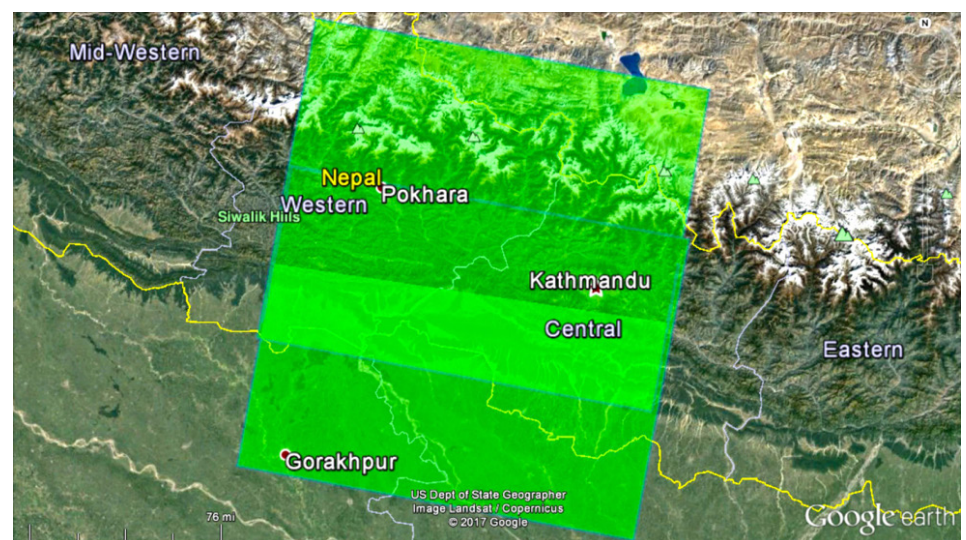 N
Mid-Western
Nepal
Pokhara
Western
Siwalik Hills
Kathmandu
Central
Eastern
Gorakhpur
US Dept of State Geographer
Image Landsat / Copernicus
© 2017 Google
76 mi
Google earth